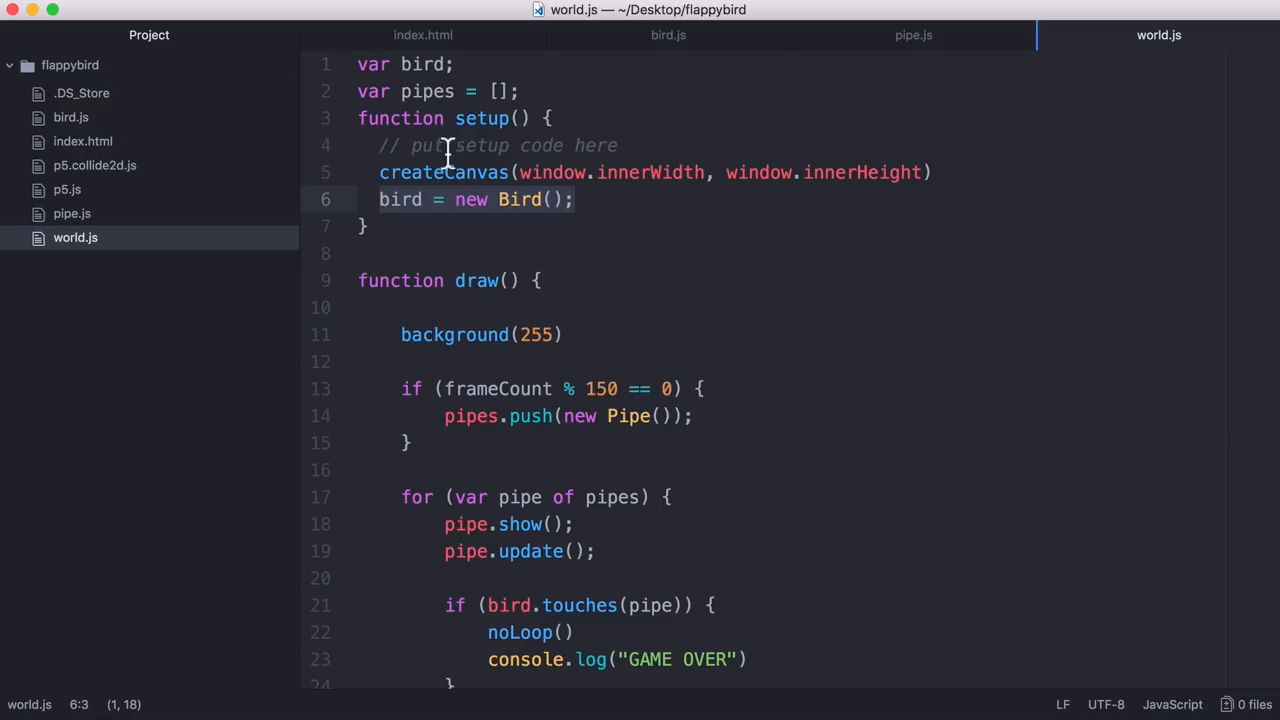 world.js — ~/Desktop/flappybird
Project
index.html
bird.js
pipe.js
world.js
flappybird
.DS_Store
bird.js
index.html
p5.collide2d.js
p5.js
pipe.js
world.js
1 var bird;
2 var pipes = [];
3 function setup() {
4 // put setup code here
5 createCanvas(window.innerWidth, window.innerHeight)
6 bird = new Bird();
7 }
8
9 function draw() {
10
11 background(255)
12
13 if (frameCount % 150 == 0) {
14 pipes.push(new Pipe());
15 }
16
17 for (var pipe of pipes) {
18 pipe.show();
19 pipe.update();
20
21 if (bird.touches(pipe)) {
22 noLoop()
23 console.log("GAME OVER")
24 }
world.js 6:3 (1, 18)
LF UTF-8 JavaScript 0 files